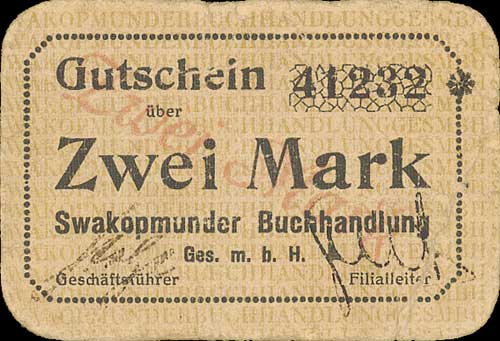 Gutschein 41232 *
über
Zwei Mark
Swakopmunder Buchhandlung
Ges. m. b. H.
Geschäftsführer Filialleiter